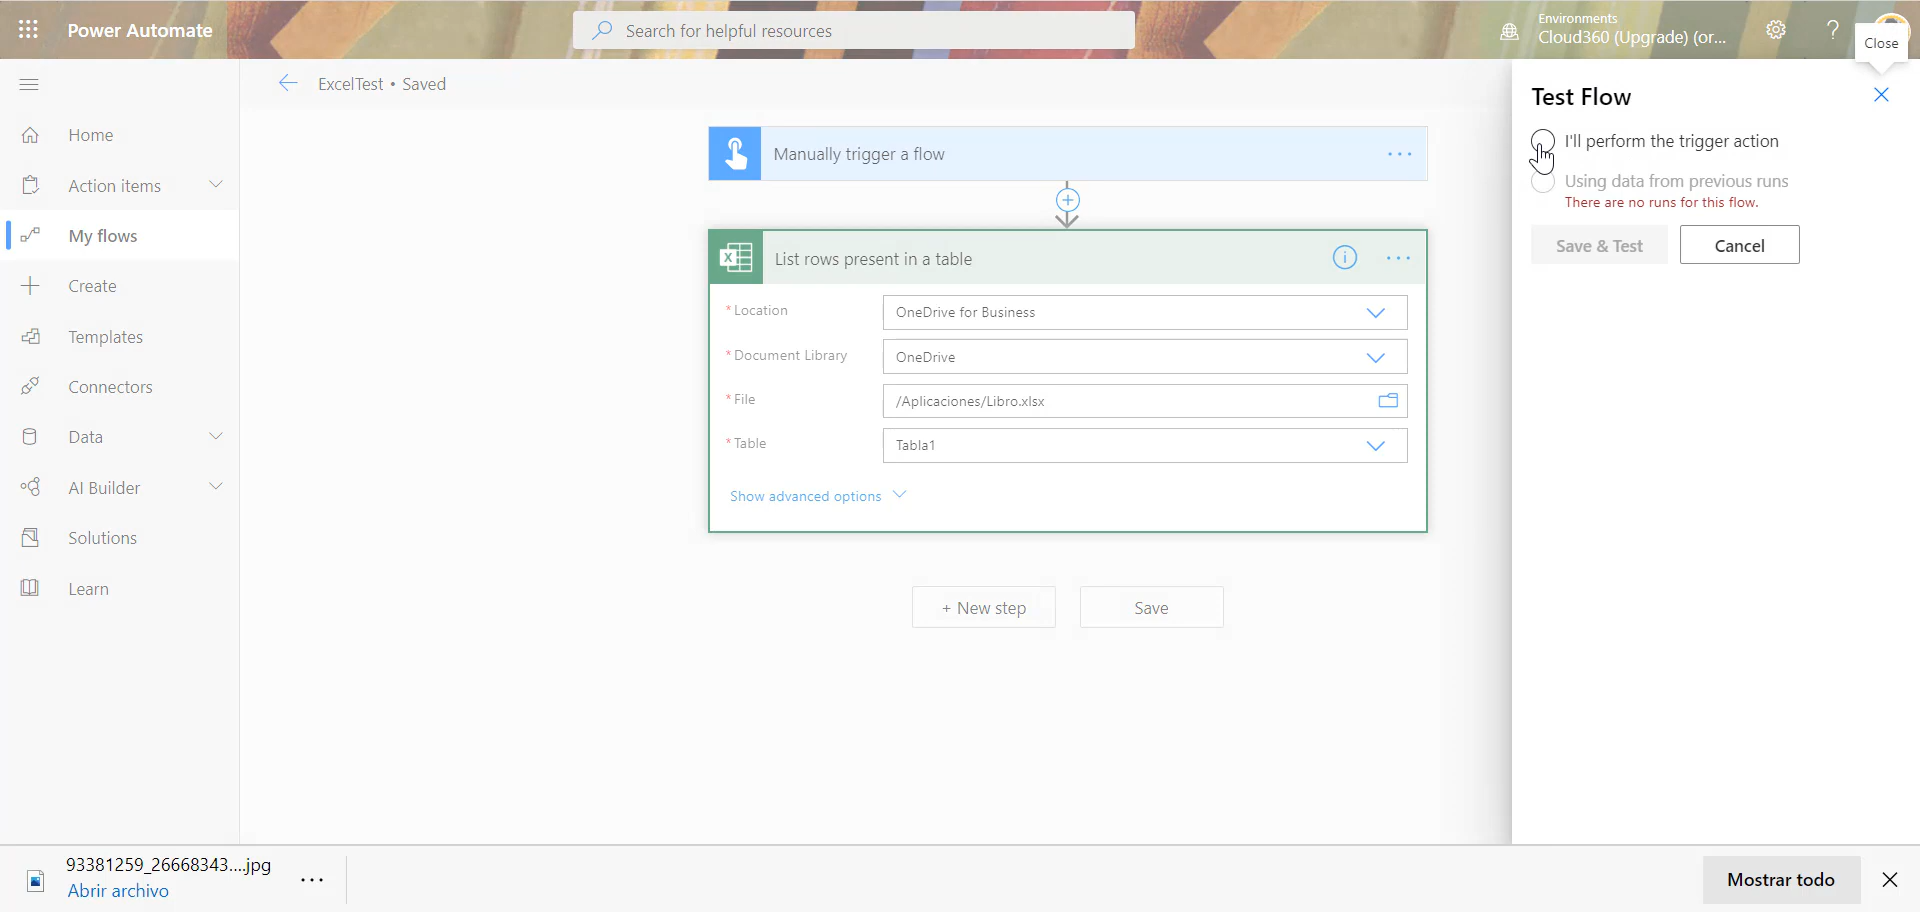 Power Automate
Search for helpful resources
Environments
Cloud360 (Upgrade) (or...
?
Close
ExcelTest • Saved
Home
Action items
My flows
Create
Templates
Connectors
Data
AI Builder
Solutions
Learn
Manually trigger a flow
List rows present in a table
* Location
OneDrive for Business
* Document Library
OneDrive
* File
/Aplicaciones/Libro.xlsx
* Table
Tabla1
Show advanced options
+ New step
Save
Test Flow
I'll perform the trigger action
Using data from previous runs
There are no runs for this flow.
Save & Test
Cancel
93381259_26668343....jpg
Abrir archivo
Mostrar todo